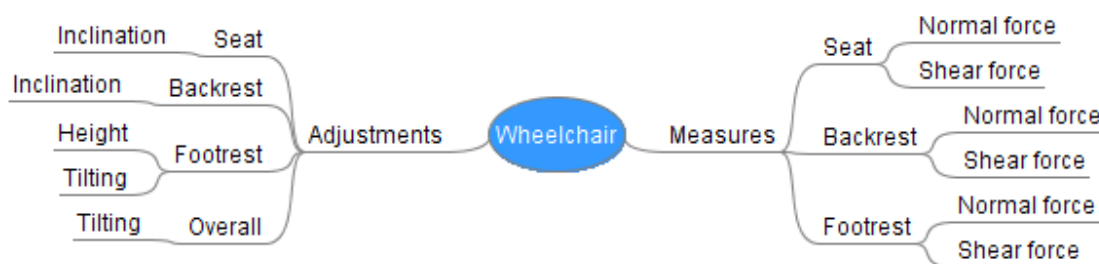 Inclination
Seat
Inclination
Backrest
Height
Footrest
Tilting
Tilting
Overall
Adjustments
Wheelchair
Measures
Seat
Normal force
Shear force
Backrest
Normal force
Shear force
Footrest
Normal force
Shear force